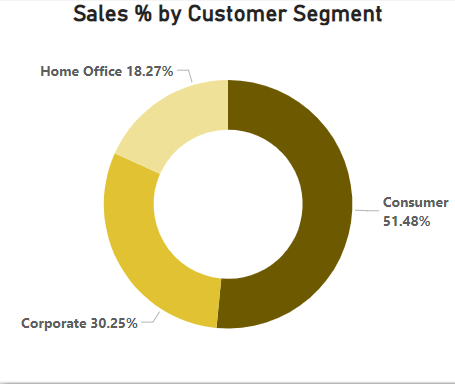 Sales % by Customer Segment
Home Office 18.27%
Consumer
51.48%
Corporate 30.25%